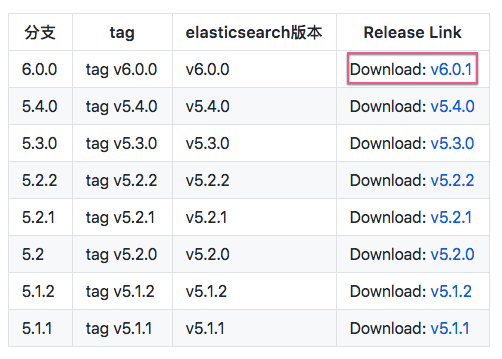 分支 tag elasticsearch版本 Release Link
6.0.0 tag v6.0.0 v6.0.0 Download: v6.0.1
5.4.0 tag v5.4.0 v5.4.0 Download: v5.4.0
5.3.0 tag v5.3.0 v5.3.0 Download: v5.3.0
5.2.2 tag v5.2.2 v5.2.2 Download: v5.2.2
5.2.1 tag v5.2.1 v5.2.1 Download: v5.2.1
5.2 tag v5.2.0 v5.2.0 Download: v5.2.0
5.1.2 tag v5.1.2 v5.1.2 Download: v5.1.2
5.1.1 tag v5.1.1 v5.1.1 Download: v5.1.1